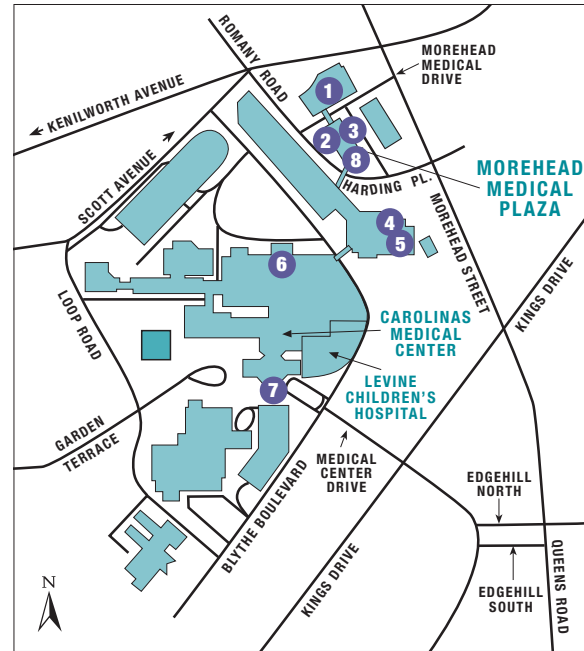 ROMANY ROAD
MOREHEAD
MEDICAL
DRIVE
KENILWORTH AVENUE
1
2
3
8
SCOTT AVENUE
HARDING PL.
MOREHEAD
MEDICAL
PLAZA
4
5
MOREHEAD STREET
6
KINGS DRIVE
LOOP ROAD
CAROLINAS
MEDICAL
CENTER
LEVINE
CHILDREN'S
HOSPITAL
7
GARDEN
TERRACE
MEDICAL
CENTER
DRIVE
BLYTHE BOULEVARD
EDGEHILL
NORTH
KINGS DRIVE
EDGEHILL
SOUTH
QUEENS ROAD
N